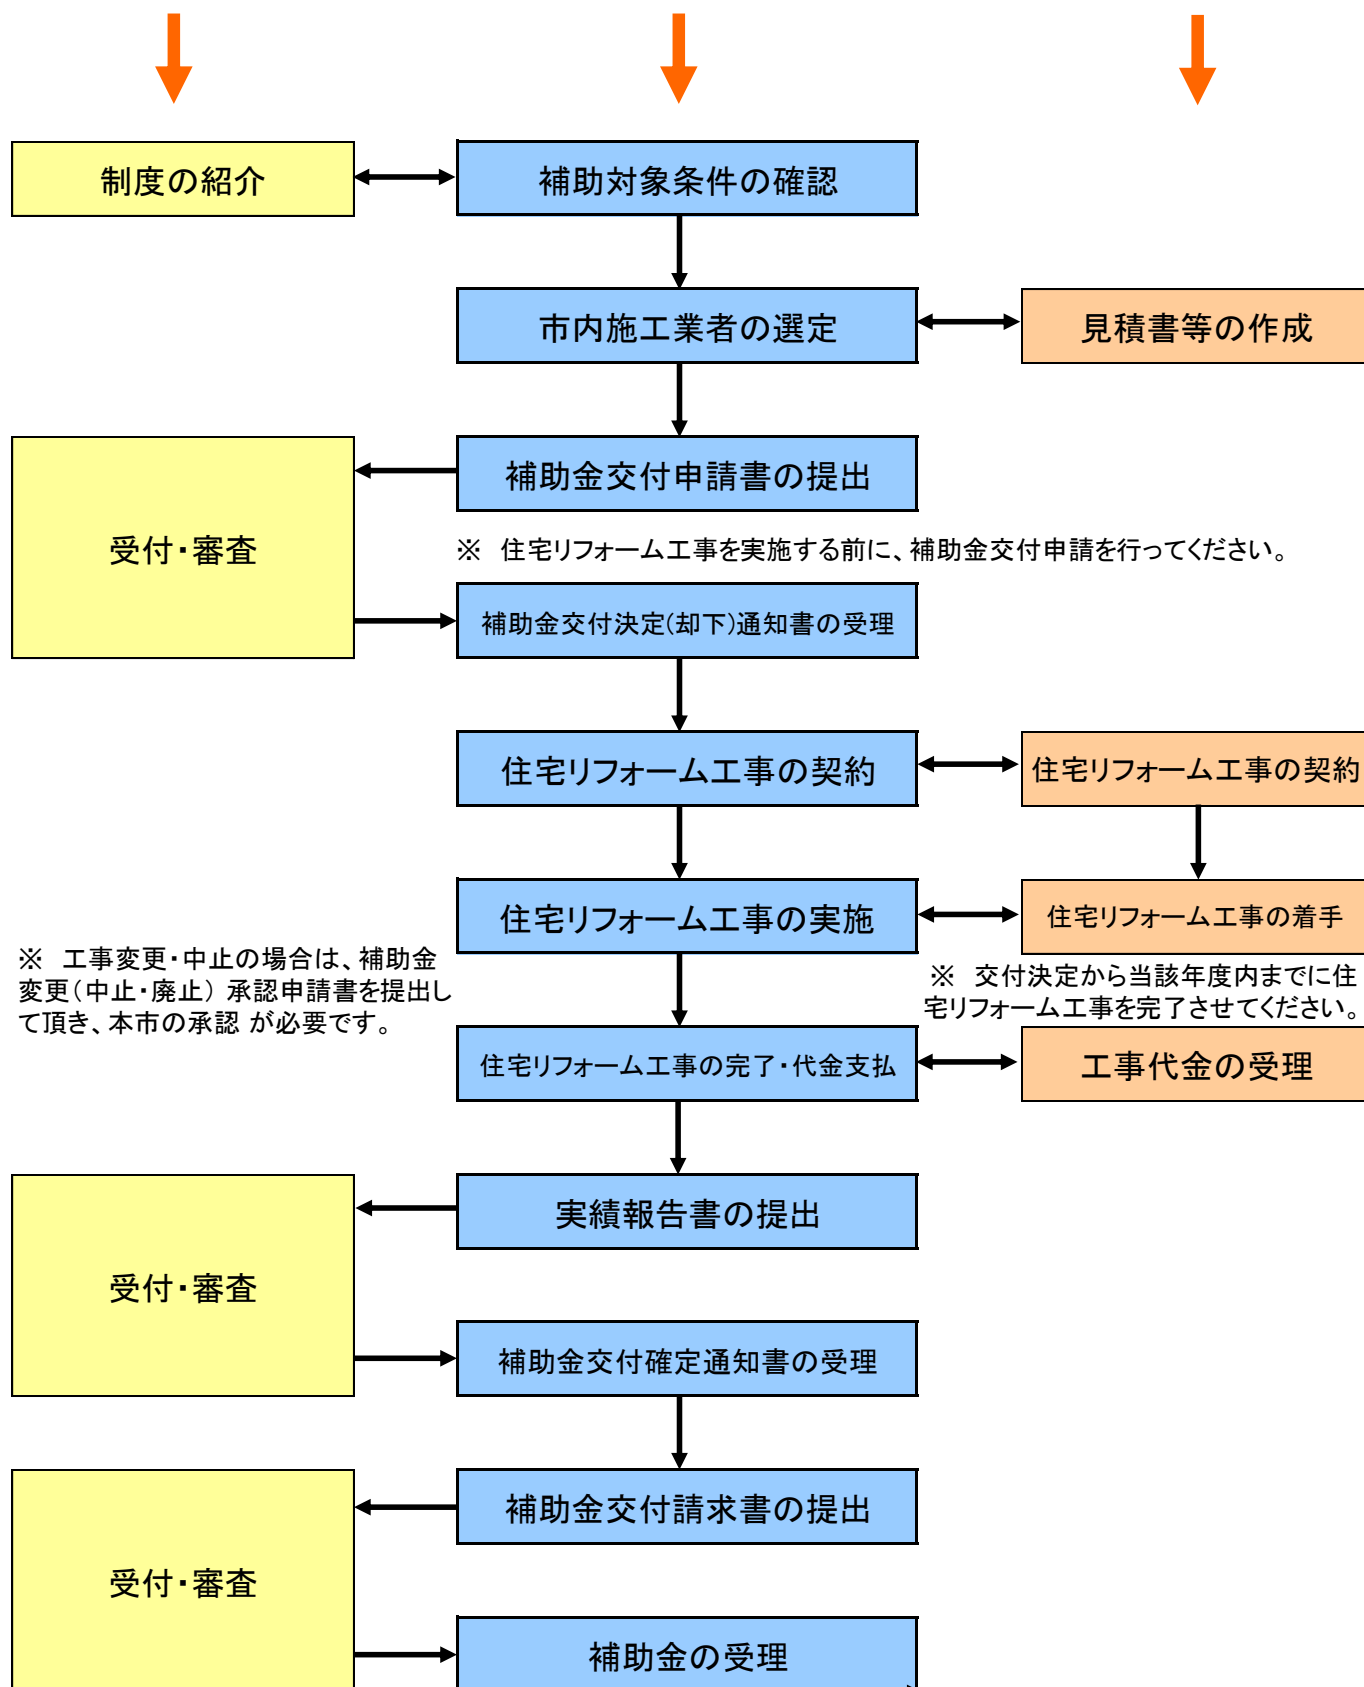 制度の紹介
補助対象条件の確認
市内施工業者の選定
見積書等の作成
補助金交付申請書の提出
受付・審査
※　住宅リフォーム工事を実施する前に、補助金交付申請を行ってください。
補助金交付決定(却下)通知書の受理
住宅リフォーム工事の契約
住宅リフォーム工事の契約
住宅リフォーム工事の実施
住宅リフォーム工事の着手
※　工事変更・中止の場合は、補助金
変更（中止・廃止） 承認申請書を提出し
て頂き、本市の承認 が必要です。
※　交付決定から当該年度内までに住
宅リフォーム工事を完了させてください。
住宅リフォーム工事の完了・代金支払
工事代金の受理
実績報告書の提出
受付・審査
補助金交付確定通知書の受理
補助金交付請求書の提出
受付・審査
補助金の受理